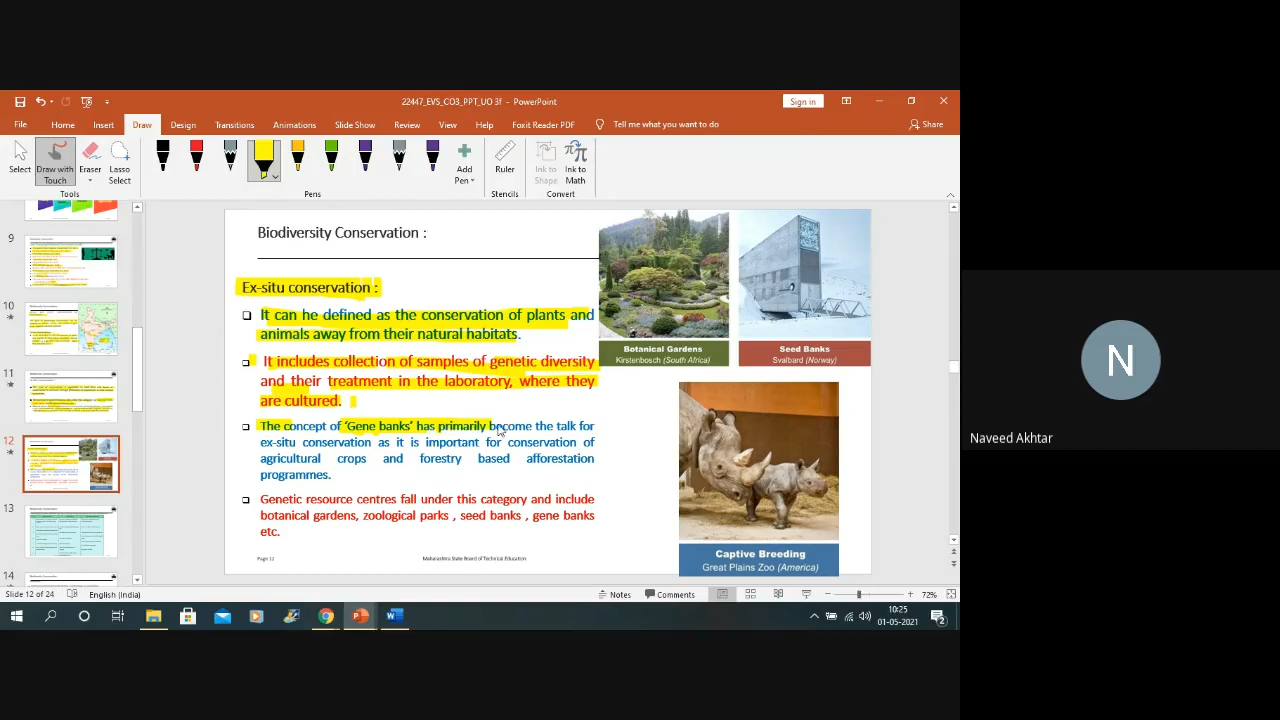 22447_EVS_CO3_PPT_UO 3f - PowerPoint
Sign in
File Home Insert Draw Design Transitions Animations Slide Show Review View Help Foxit Reader PDF Tell me what you want to do Share
Select
Draw with Touch
Eraser
Lasso Select
Add Pen
Ruler
Ink to Shape
Ink to Math
Tools Pens Stencils Convert
9
10
11
12
13
14
Biodiversity Conservation :
Ex-situ conservation :
It can he defined as the conservation of plants and
animals away from their natural habitats.
It includes collection of samples of genetic diversity
and their treatment in the laboratory, where they
are cultured.
The concept of ‘Gene banks’ has primarily become the talk for
ex-situ conservation as it is important for conservation of
agricultural crops and forestry based afforestation
programmes.
Genetic resource centres fall under this category and include
botanical gardens, zoological parks , seed banks , gene banks
etc.
Page 12 Maharashtra State Board of Technical Education
Botanical Gardens
Kirstenbosch (South Africa)
Seed Banks
Svalbard (Norway)
Captive Breeding
Great Plains Zoo (America)
Slide 12 of 24 English (India) Notes Comments 72%
10:25
01-05-2021
2
N
Naveed Akhtar